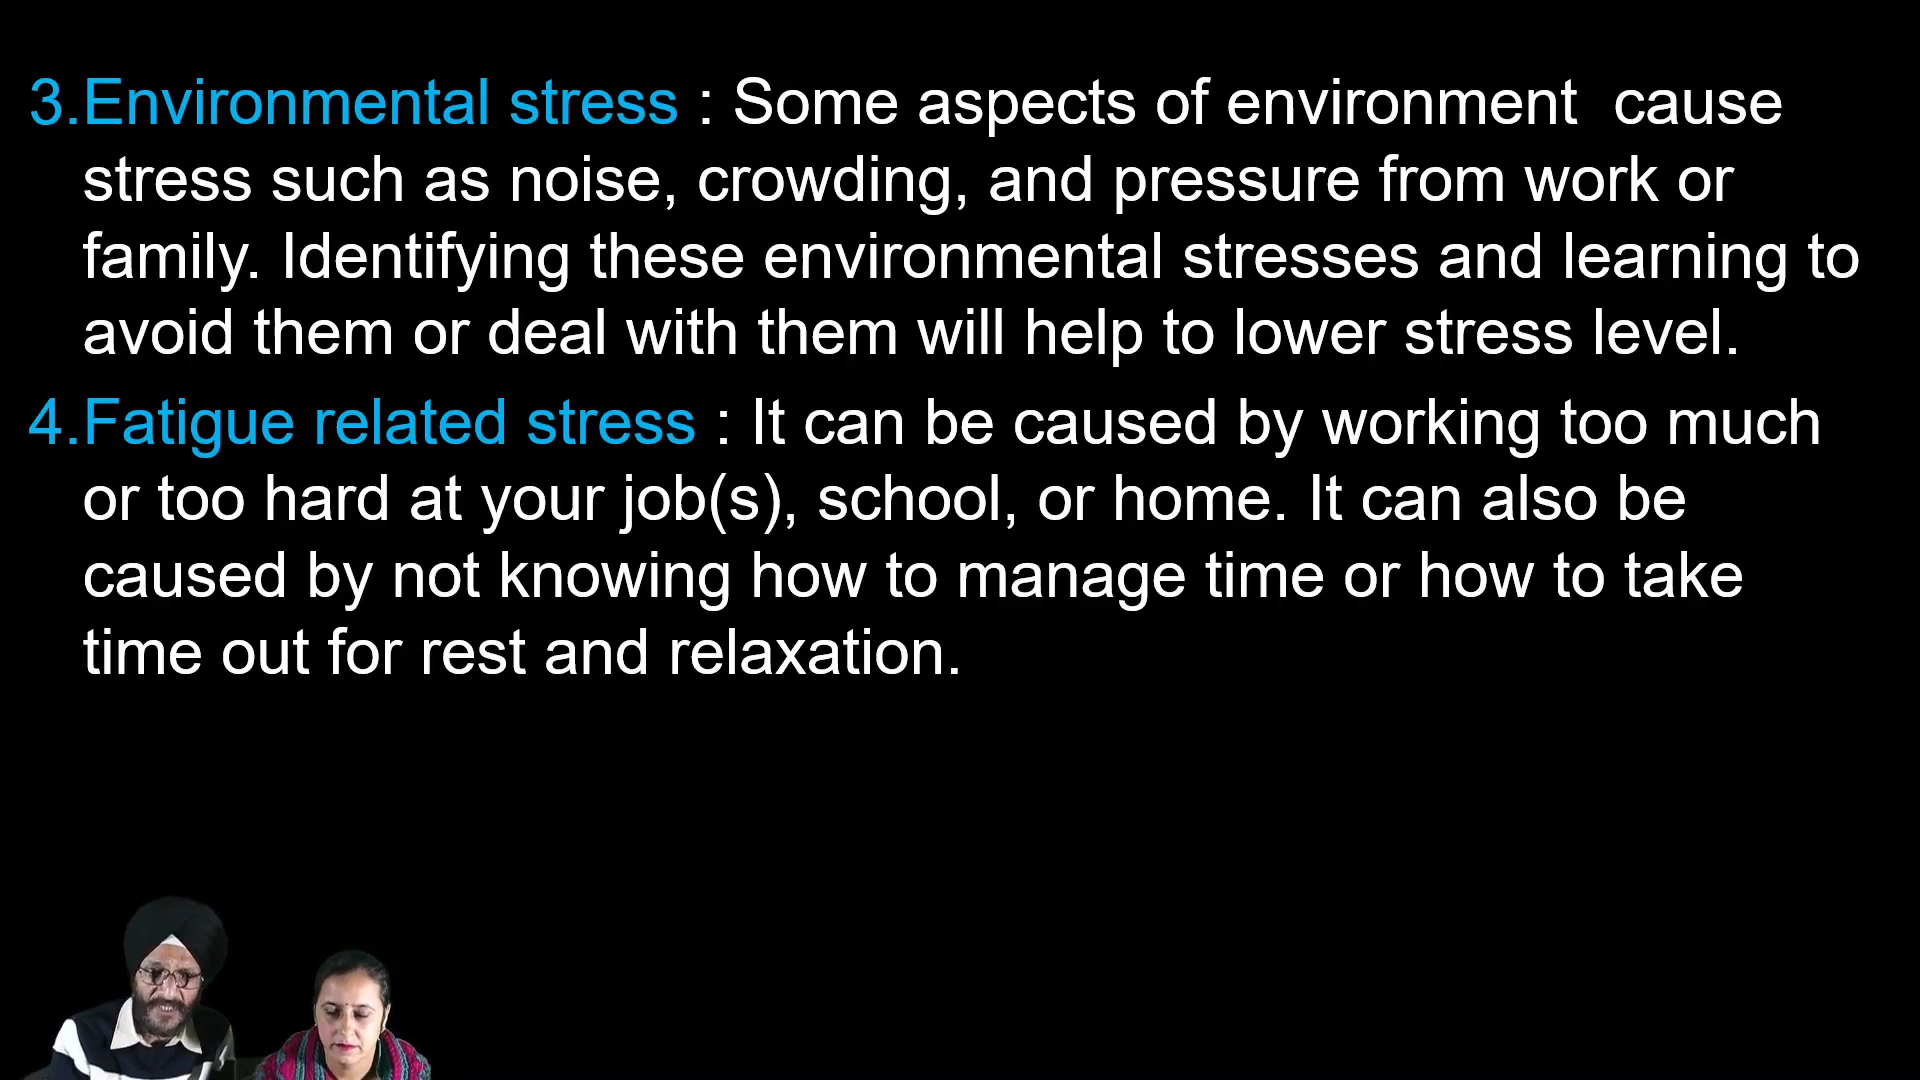 3.Environmental stress : Some aspects of environment  cause
stress such as noise, crowding, and pressure from work or
family. Identifying these environmental stresses and learning to
avoid them or deal with them will help to lower stress level.
4.Fatigue related stress : It can be caused by working too much
or too hard at your job(s), school, or home. It can also be
caused by not knowing how to manage time or how to take
time out for rest and relaxation.